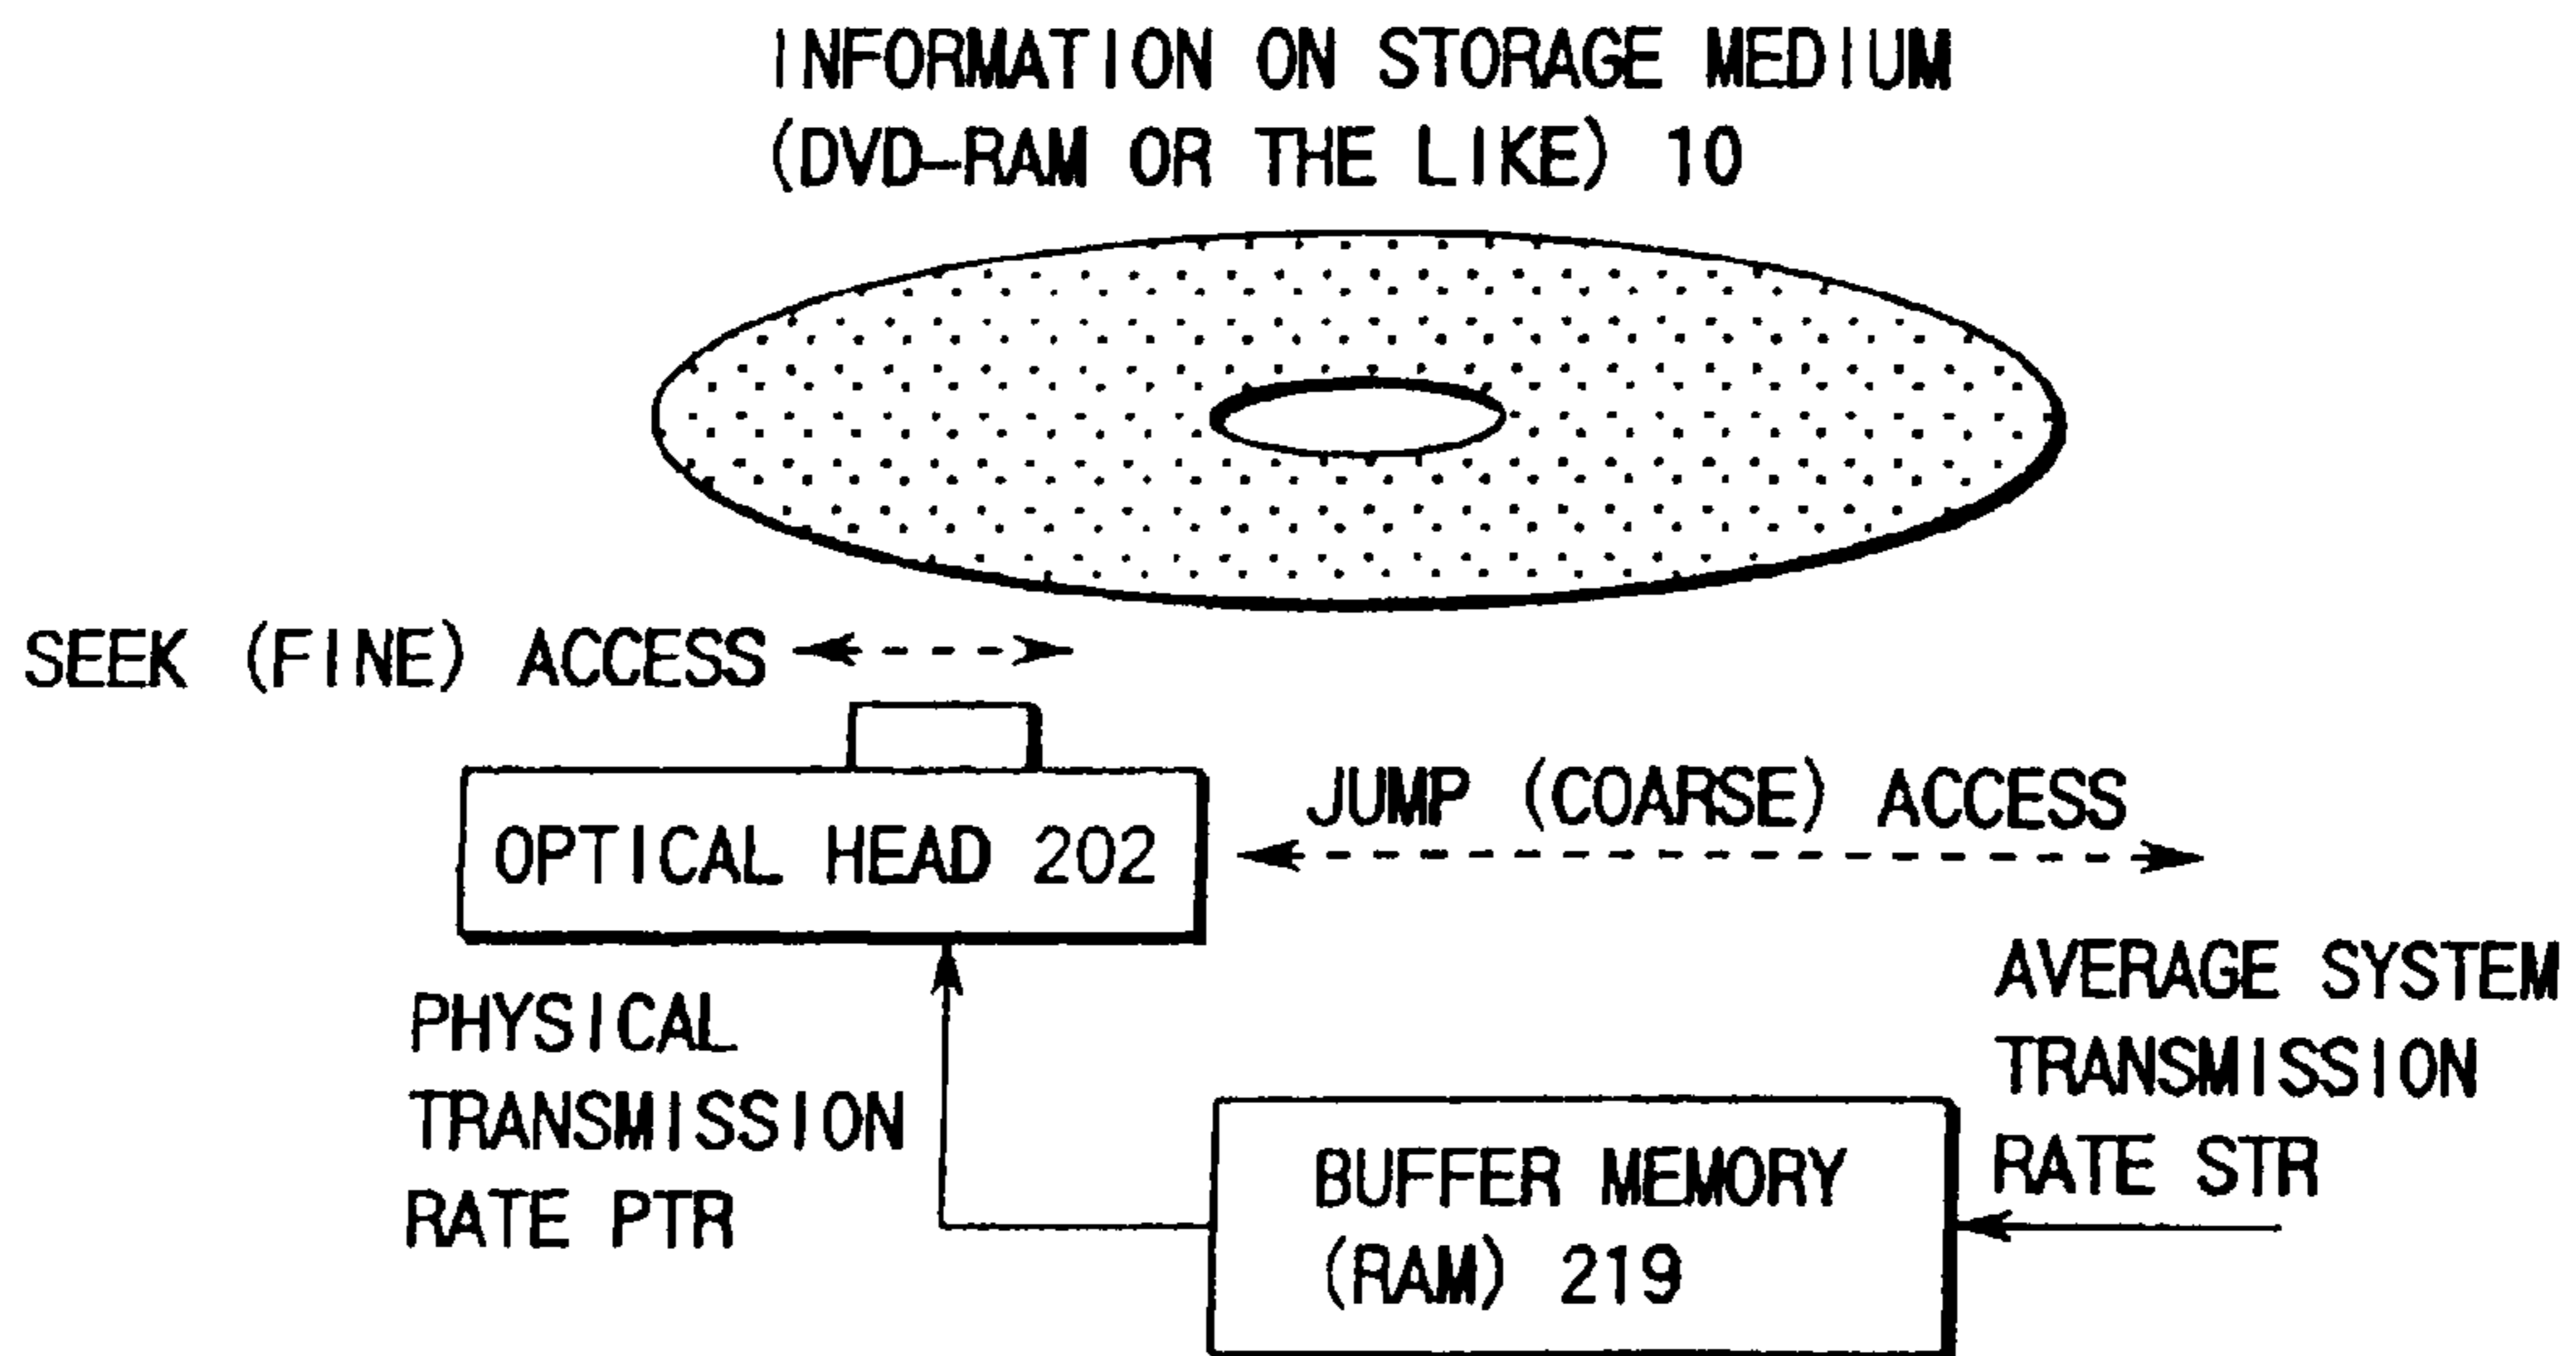 INFORMATION ON STORAGE MEDIUM
(DVD-RAM OR THE LIKE) 10
SEEK (FINE) ACCESS
JUMP (COARSE) ACCESS
OPTICAL HEAD 202
PHYSICAL
TRANSMISSION
RATE PTR
AVERAGE SYSTEM
TRANSMISSION
RATE STR
BUFFER MEMORY
(RAM) 219